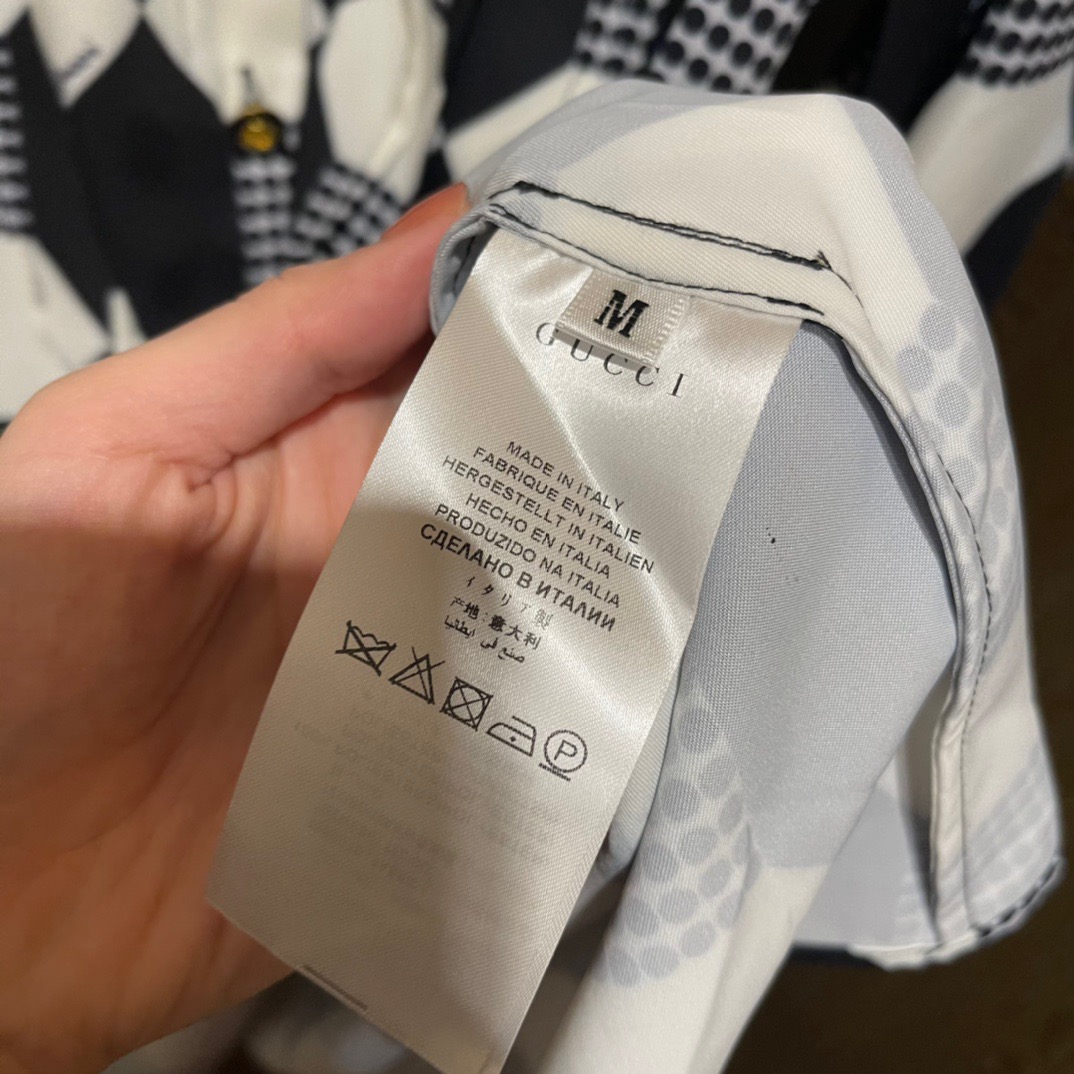 M
GUCCI
MADE IN ITALY
FABRIQUE EN ITALIE
HERGESTELLT IN ITALIEN
HECHO EN ITALIA
PRODUZIDO NA ITALIA
СДЕЛАНО В ИТАЛИИ
イタリア製
产地：意大利
صنع في ايطاليا
P